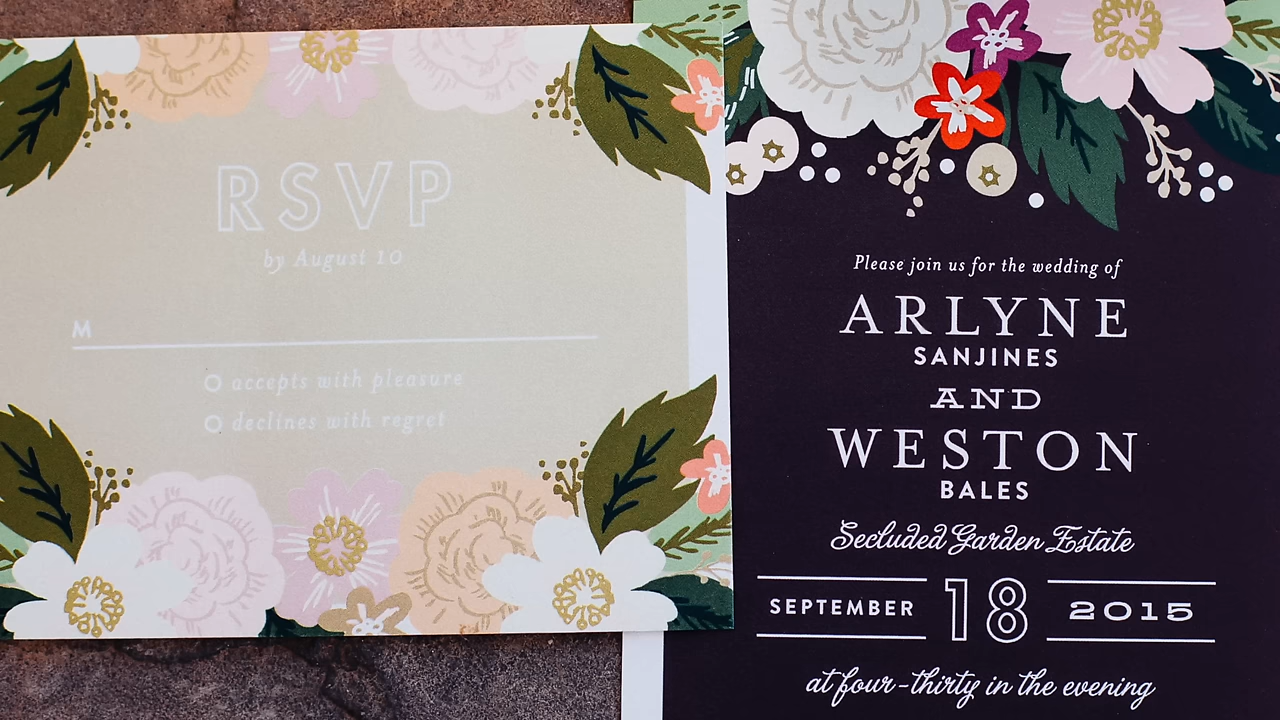 RSVP
by August 10
M
accepts with pleasure
declines with regret
Please join us for the wedding of
ARLYNE
SANJINES
AND
WESTON
BALES
Secluded Garden Estate
SEPTEMBER 18 2015
at four-thirty in the evening